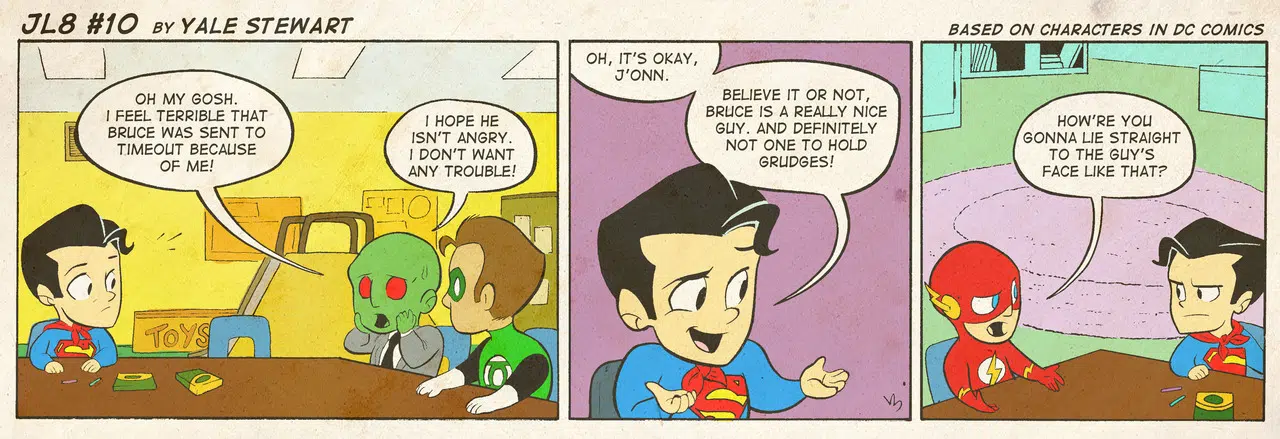 JL8 #10 BY YALE STEWART
BASED ON CHARACTERS IN DC COMICS
OH MY GOSH.
I FEEL TERRIBLE THAT
BRUCE WAS SENT TO
TIMEOUT BECAUSE
OF ME!
I HOPE HE
ISN'T ANGRY.
I DON'T WANT
ANY TROUBLE!
TOYS
OH, IT'S OKAY,
J'ONN.
BELIEVE IT OR NOT,
BRUCE IS A REALLY NICE
GUY. AND DEFINITELY
NOT ONE TO HOLD
GRUDGES!
HOW'RE YOU
GONNA LIE STRAIGHT
TO THE GUY'S
FACE LIKE THAT?